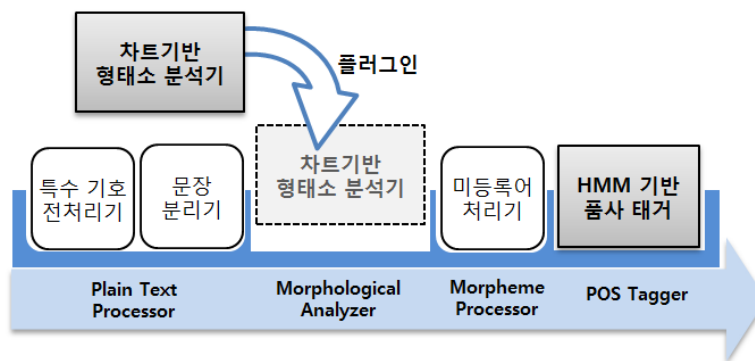 차트기반
형태소 분석기
플러그인
특수 기호
전처리기
문장
분리기
차트기반
형태소 분석기
미등록어
처리기
HMM 기반
품사 태거
Plain Text
Processor
Morphological
Analyzer
Morpheme
Processor
POS Tagger